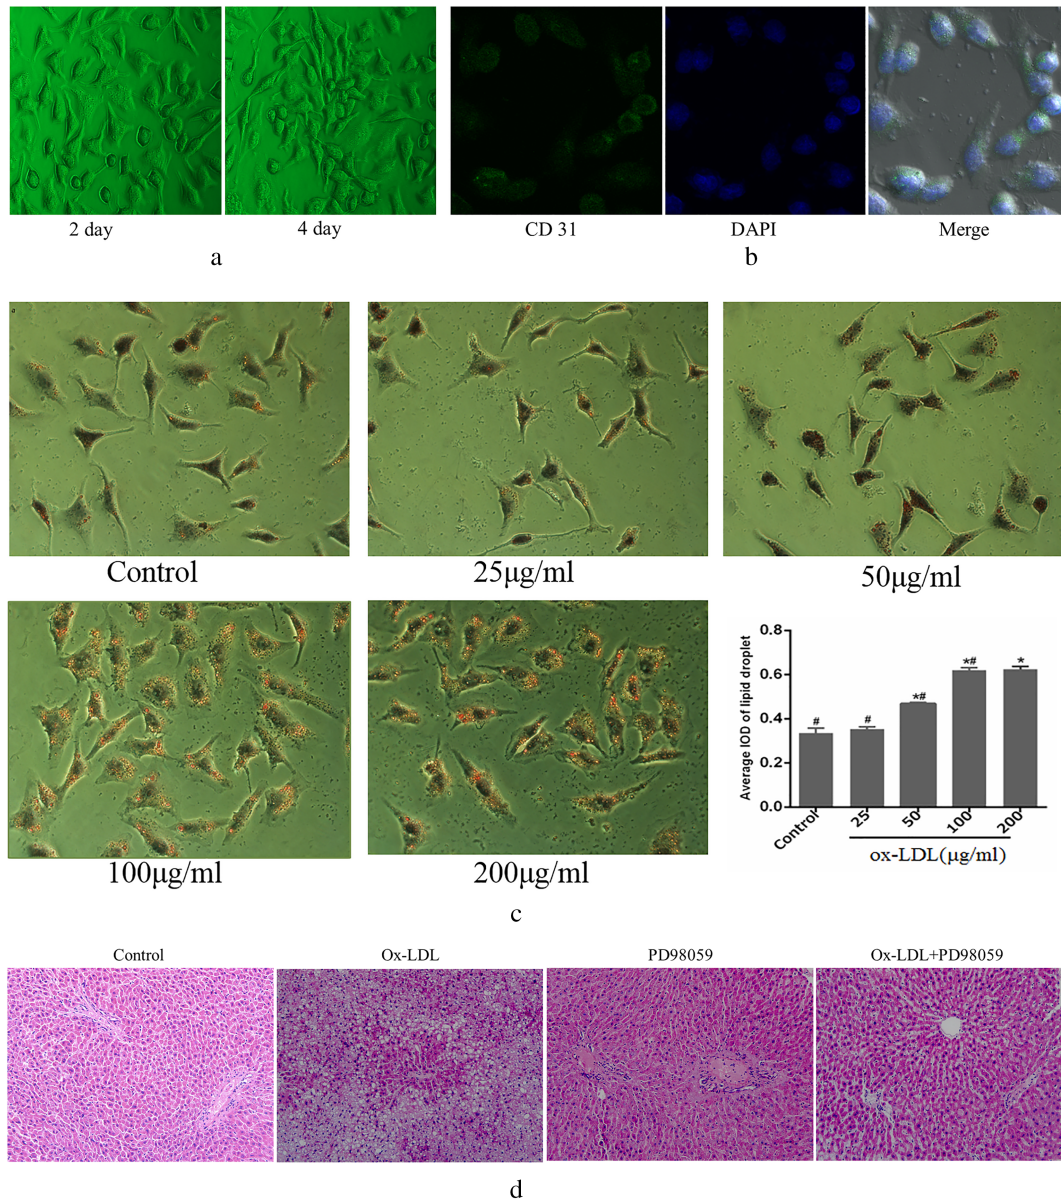 2 day
4 day
CD 31
DAPI
Merge
a
b
a
Control
25μg/ml
50μg/ml
100μg/ml
200μg/ml
Average IOD of lipid droplet
0.8
0.6
0.4
0.2
0.0
#
#
*#
*#
*
Control
25
50
100
200
ox-LDL(μg/ml)
c
Control
Ox-LDL
PD98059
Ox-LDL+PD98059
d